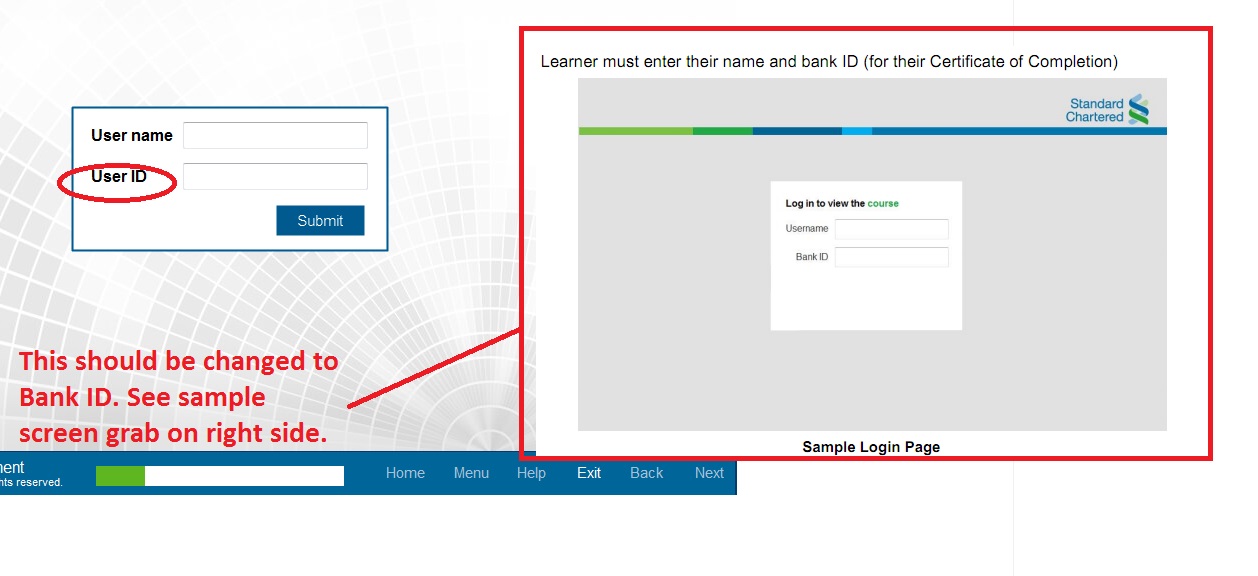 Learner must enter their name and bank ID (for their Certificate of Completion)
Standard
Chartered
User name
User ID
Submit
Log in to view the course
Username
Bank ID
This should be changed to
Bank ID. See sample
screen grab on right side.
Sample Login Page
Home Menu Help Exit Back Next
reserved.